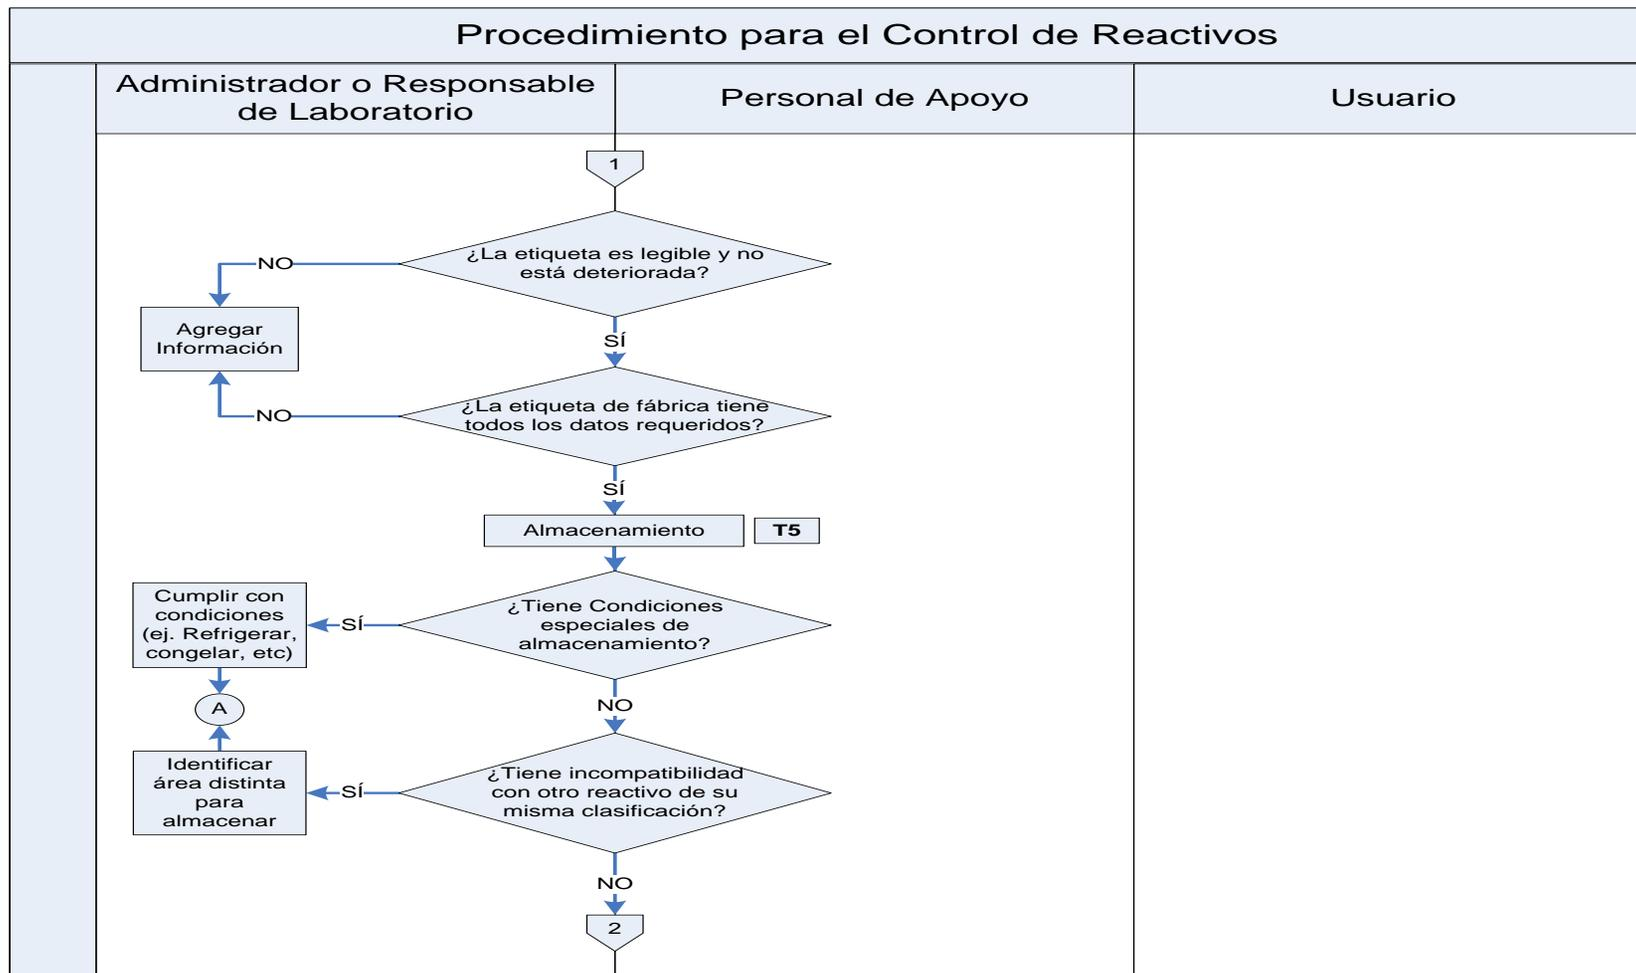 Procedimiento para el Control de Reactivos
Administrador o Responsable
de Laboratorio
Personal de Apoyo
Usuario
1
¿La etiqueta es legible y no
está deteriorada?
NO
Agregar
Información
SÍ
¿La etiqueta de fábrica tiene
todos los datos requeridos?
NO
SÍ
Almacenamiento
T5
¿Tiene Condiciones
especiales de
almacenamiento?
SÍ
Cumplir con
condiciones
(ej. Refrigerar,
congelar, etc)
A
NO
¿Tiene incompatibilidad
con otro reactivo de su
misma clasificación?
SÍ
Identificar
área distinta
para
almacenar
NO
2